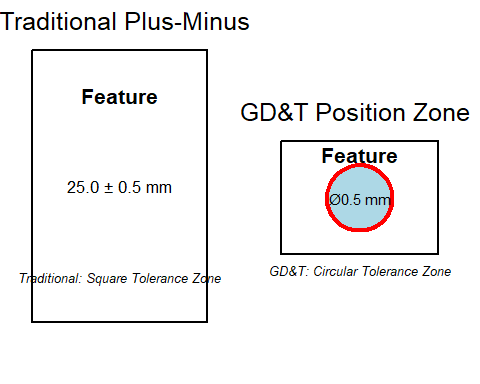 Traditional Plus-Minus
Feature
25.0 ± 0.5 mm
Traditional: Square Tolerance Zone
GD&T Position Zone
Feature
Ø0.5 mm
GD&T: Circular Tolerance Zone